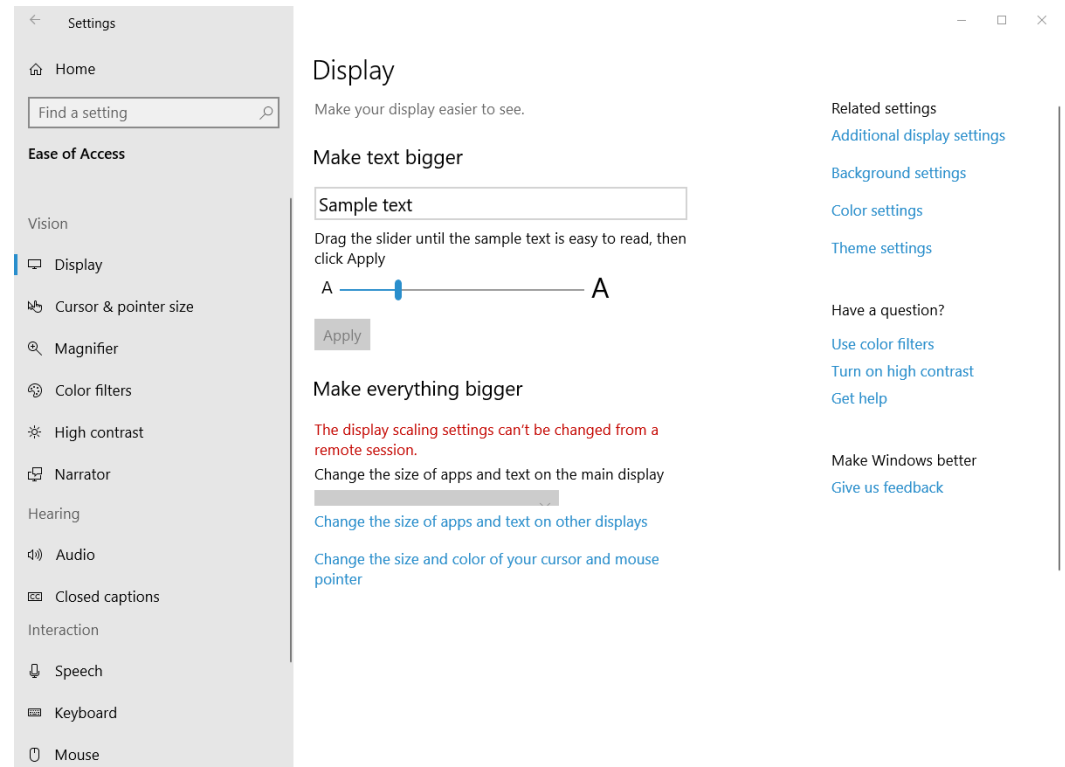 Settings
Home
Find a setting
Ease of Access
Vision
Display
Cursor & pointer size
Magnifier
Color filters
High contrast
Narrator
Hearing
Audio
Closed captions
Interaction
Speech
Keyboard
Mouse
Display
Make your display easier to see.
Make text bigger
Sample text
Drag the slider until the sample text is easy to read, then
click Apply
A A
Apply
Make everything bigger
The display scaling settings can't be changed from a
remote session.
Change the size of apps and text on the main display
Change the size of apps and text on other displays
Change the size and color of your cursor and mouse
pointer
Related settings
Additional display settings
Background settings
Color settings
Theme settings
Have a question?
Use color filters
Turn on high contrast
Get help
Make Windows better
Give us feedback